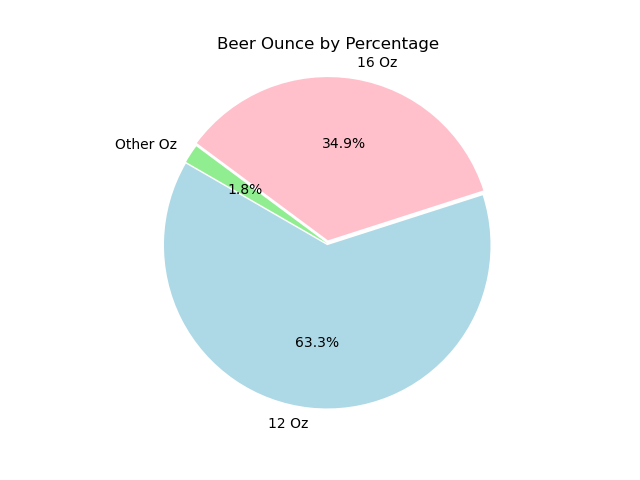 Beer Ounce by Percentage
16 Oz
34.9%
Other Oz
1.8%
63.3%
12 Oz